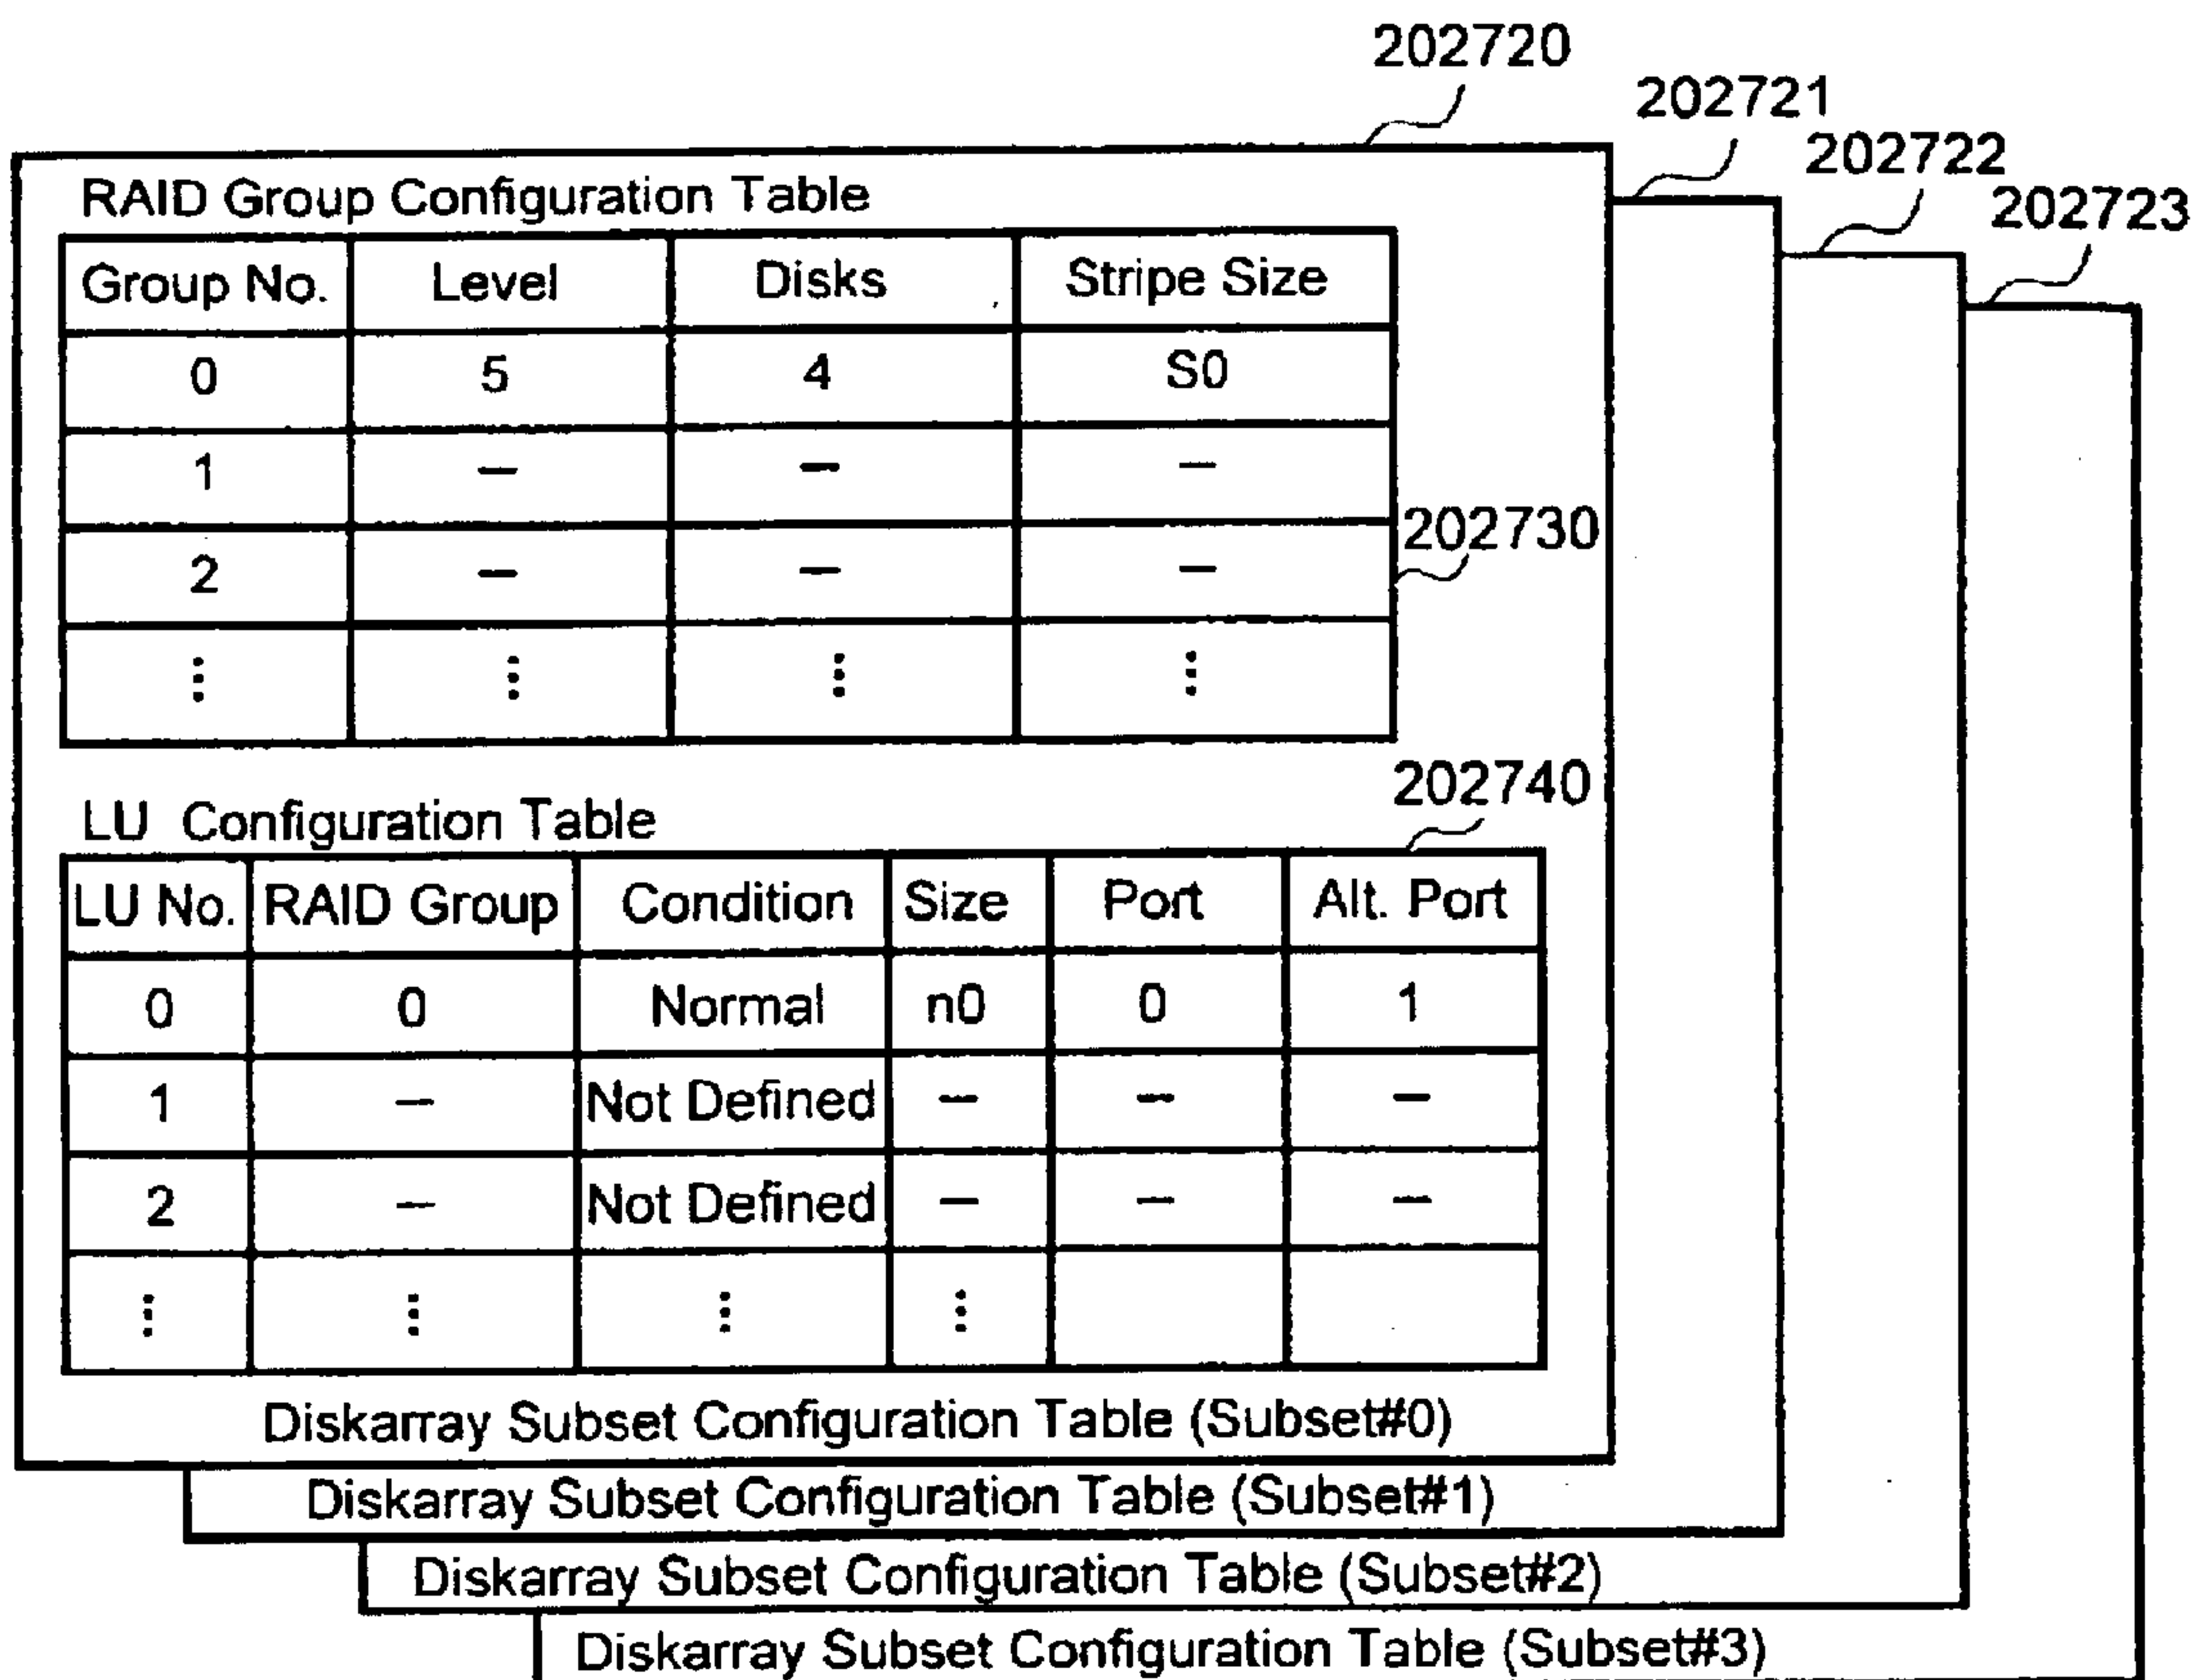 202720
202721
202722
202723
RAID Group Configuration Table
Group No. Level Disks Stripe Size
0 5 4 S0
1 — — —
2 — — —
⋮ ⋮ ⋮ ⋮
202730
LU Configuration Table
202740
LU No. RAID Group Condition Size Port Alt. Port
0 0 Normal n0 0 1
1 — Not Defined — — —
2 — Not Defined — — —
⋮ ⋮ ⋮ ⋮
Diskarray Subset Configuration Table (Subset#0)
Diskarray Subset Configuration Table (Subset#1)
Diskarray Subset Configuration Table (Subset#2)
Diskarray Subset Configuration Table (Subset#3)